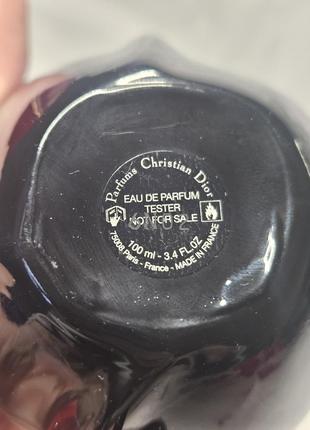 Parfums Christian Dior
EAU DE PARFUM
TESTER
NOT FOR SALE
100 ml - 3.4 FL.OZ.
75008 Paris - France - MADE IN FRANCE